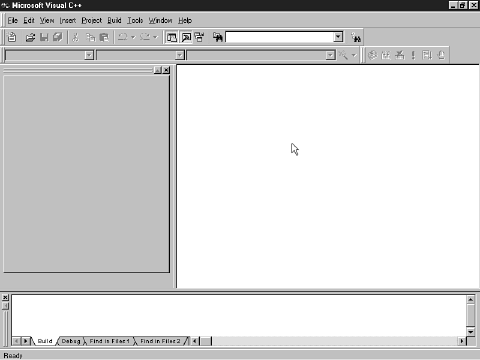 Microsoft Visual C++
File Edit View Insert Project Build Tools Window Help
Build Debug Find in Files 1 Find in Files 2
Ready